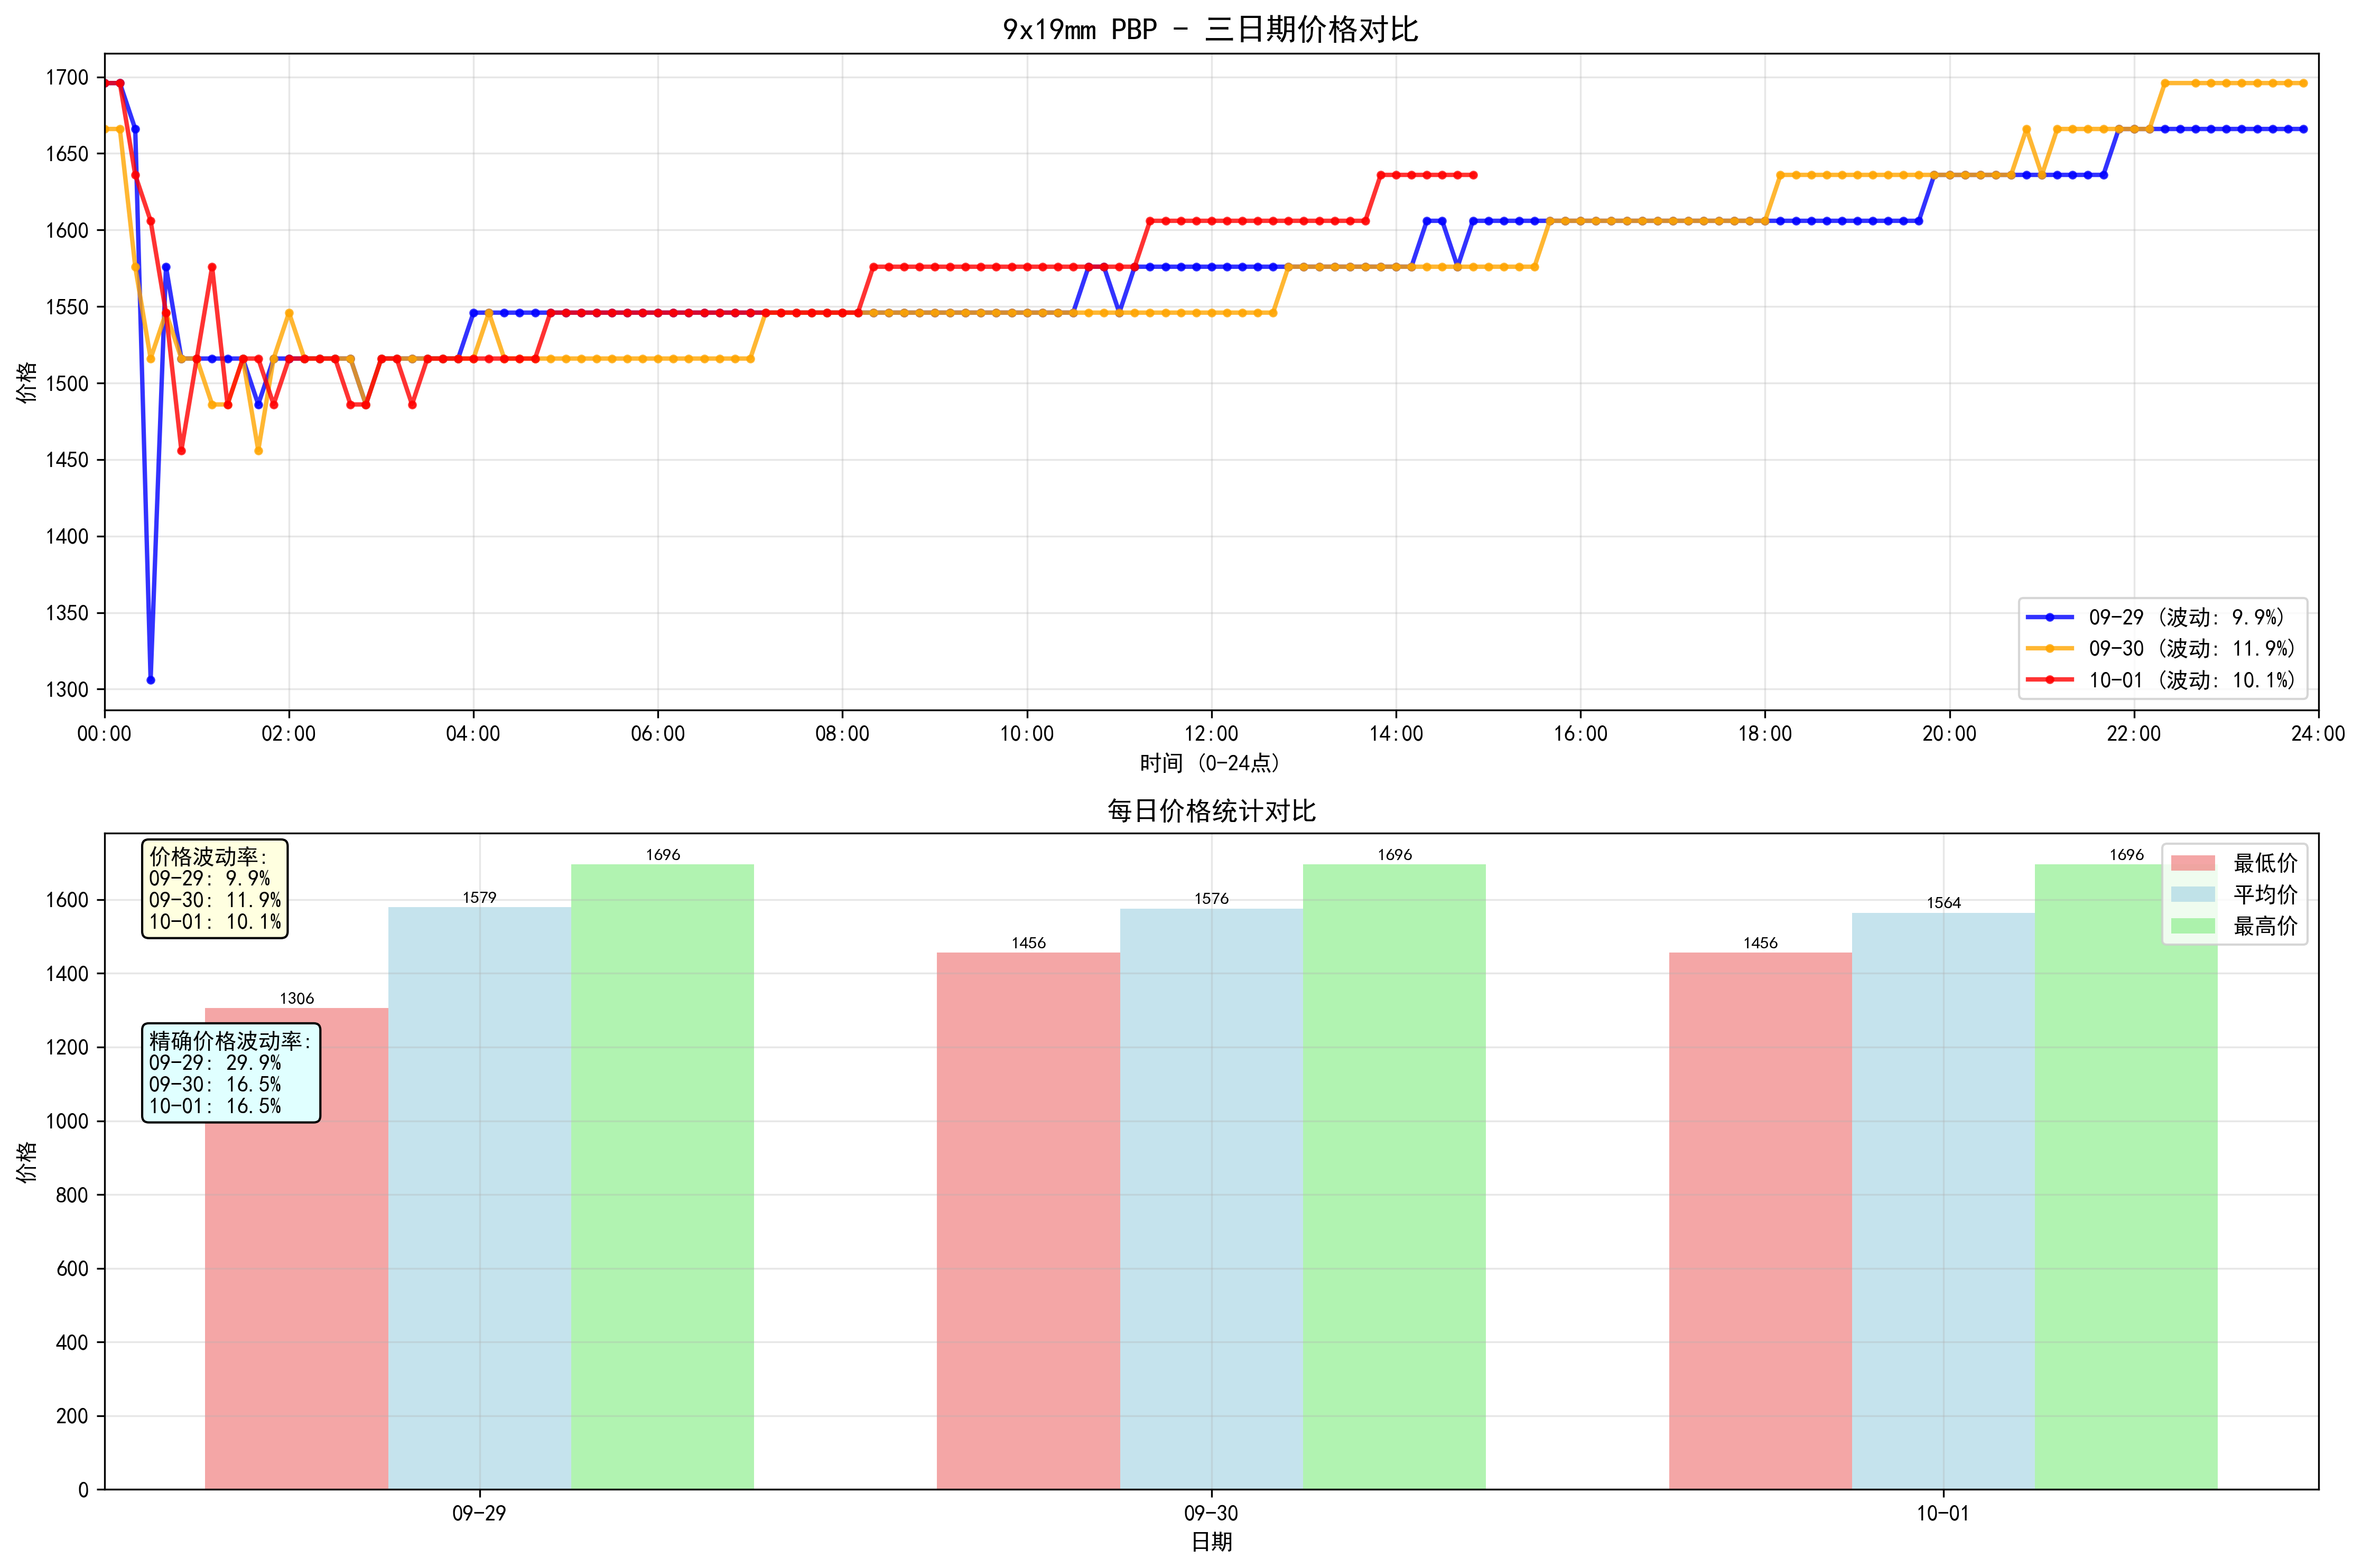 9x19mm PBP - 三日期价格对比
价格
1700
1650
1600
1550
1500
1450
1400
1350
1300
00:00 02:00 04:00 06:00 08:00 10:00 12:00 14:00 16:00 18:00 20:00 22:00 24:00
时间 (0-24点)
09-29 (波动: 9.9%)
09-30 (波动: 11.9%)
10-01 (波动: 10.1%)
每日价格统计对比
价格
1600
1400
1200
1000
800
600
400
200
0
价格波动率:
09-29: 9.9%
09-30: 11.9%
10-01: 10.1%
精确价格波动率:
09-29: 29.9%
09-30: 16.5%
10-01: 16.5%
1306 1579 1696
1456 1576 1696
1456 1564 1696
最低价
平均价
最高价
09-29 09-30 10-01
日期